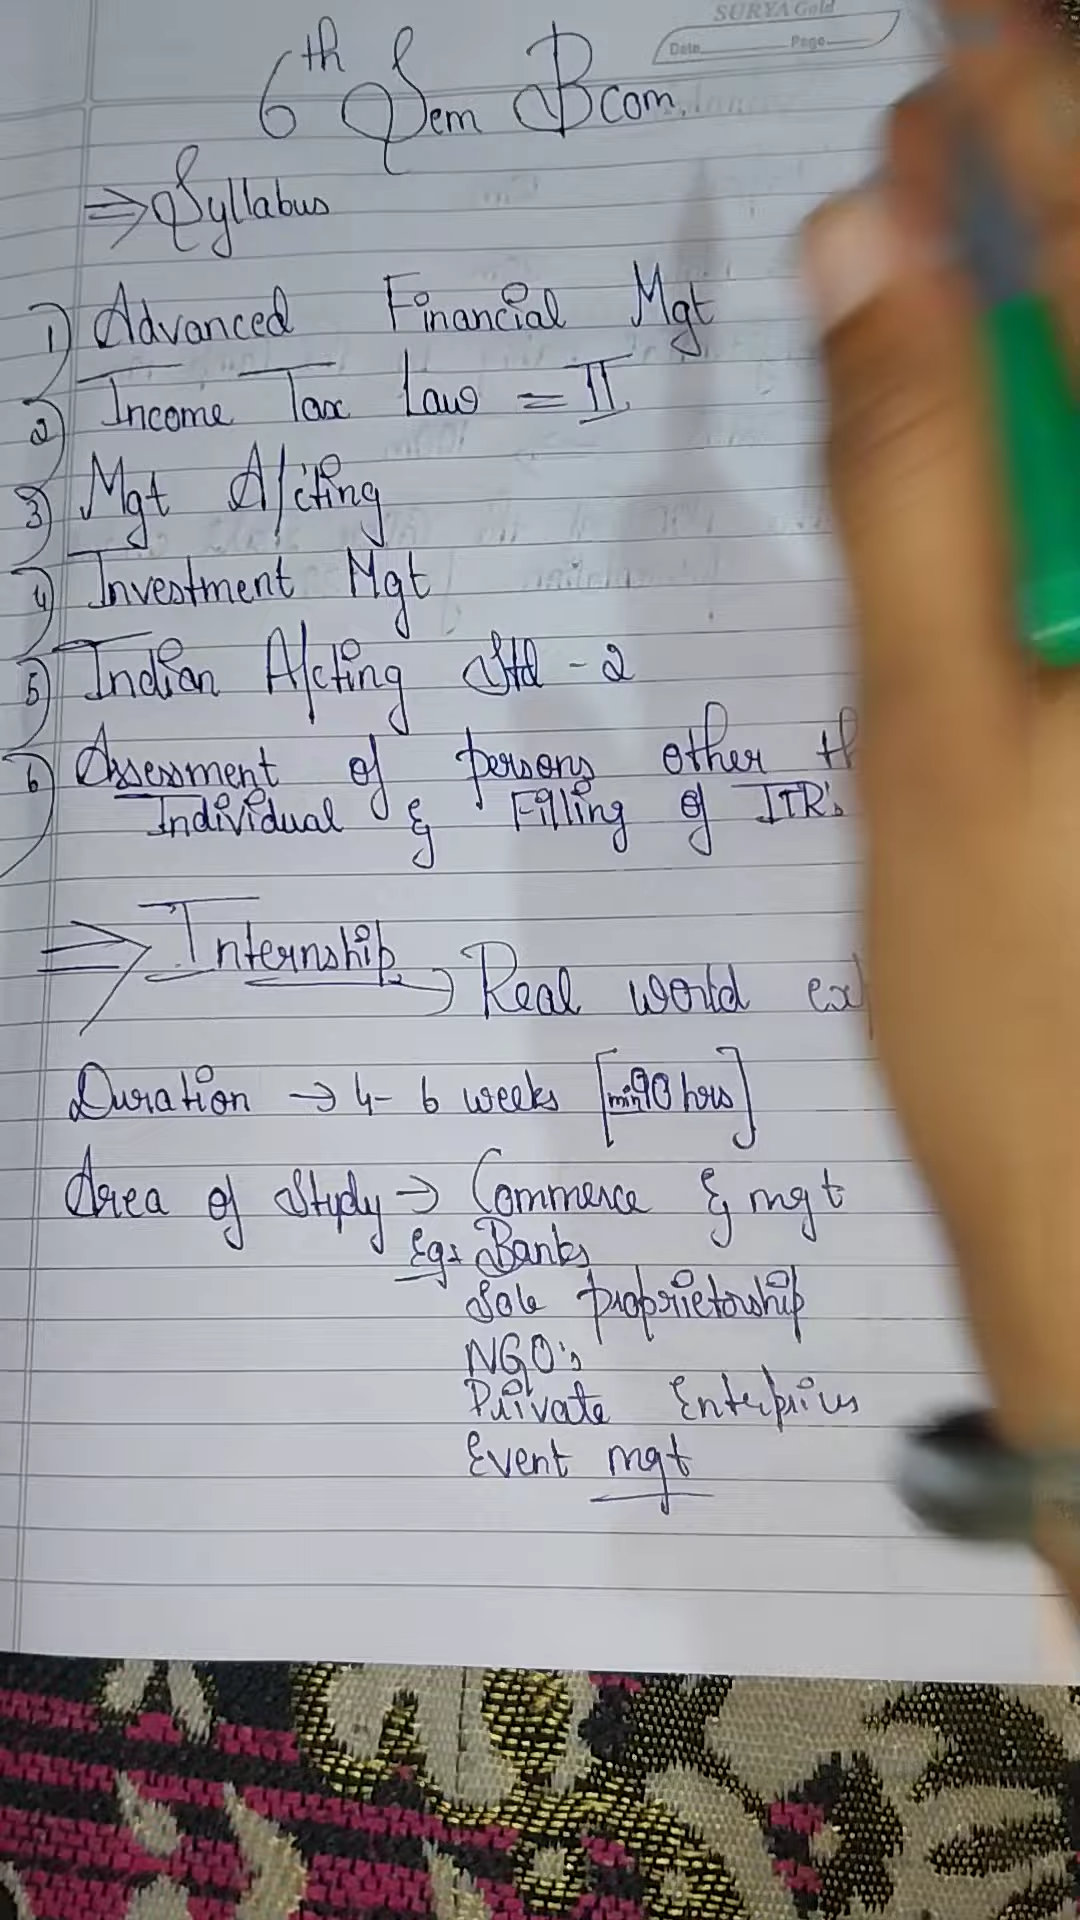 SURYA Gold
Date Page
6th Sem Bcom
⇒ Syllabus
1) Advanced Financial Mgt
2) Income Tax Law = II
3) Mgt A/cting
4) Investment Mgt
5) Indian A/cting Std - 2
6) Assessment of persons other
Individual & Filling of ITR's
⇒ Internship → Real world
Duration → 4- 6 weeks [min 90 hrs]
Area of Study → Commerce & mgt
Eg: Banks
Sole proprietorship
NGO's
Private Enterprises
Event mgt